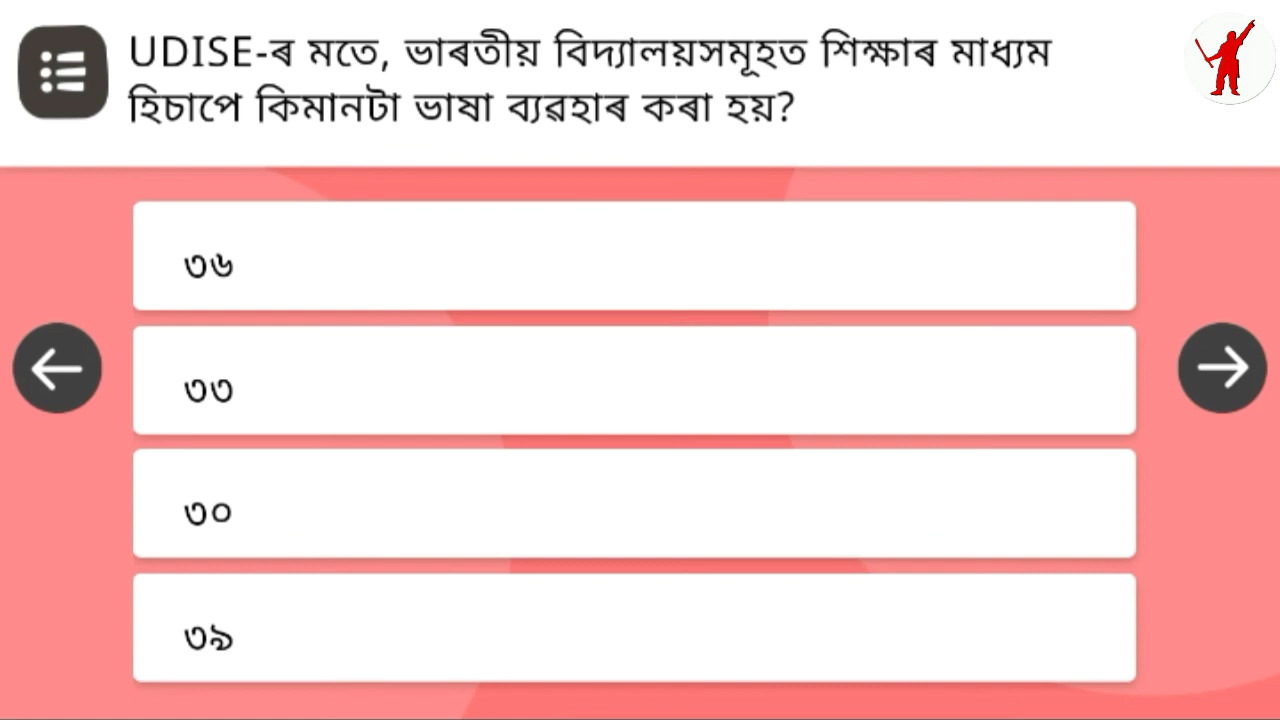 UDISE-ৰ মতে, ভাৰতীয় বিদ্যালয়সমূহত শিক্ষাৰ মাধ্যম
হিচাপে কিমানটা ভাষা ব্যৱহাৰ কৰা হয়?
৩৬
৩৩
৩০
৩৯